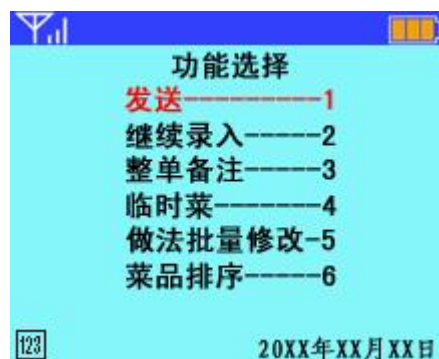 功能选择
发送---------1
继续录入-----2
整单备注-----3
临时菜-------4
做法批量修改-5
菜品排序-----6
123
20XX年XX月XX日